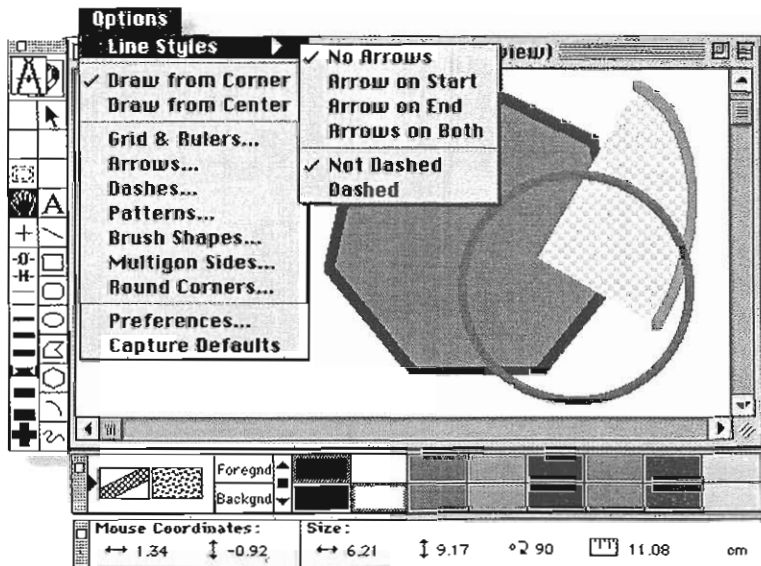 Options
Line Styles
✓ Draw from Corner
Draw from Center
Grid & Rulers...
Arrows...
Dashes...
Patterns...
Brush Shapes...
Multigon Sides...
Round Corners...
Preferences...
Capture Defaults
✓ No Arrows
Arrow on Start
Arrow on End
Arrows on Both
✓ Not Dashed
Dashed
view)
A
A
-0-
-H-
Foregnd
Backgnd
Mouse Coordinates:
1.34 -0.92
Size:
6.21 9.17 90 11.08 cm